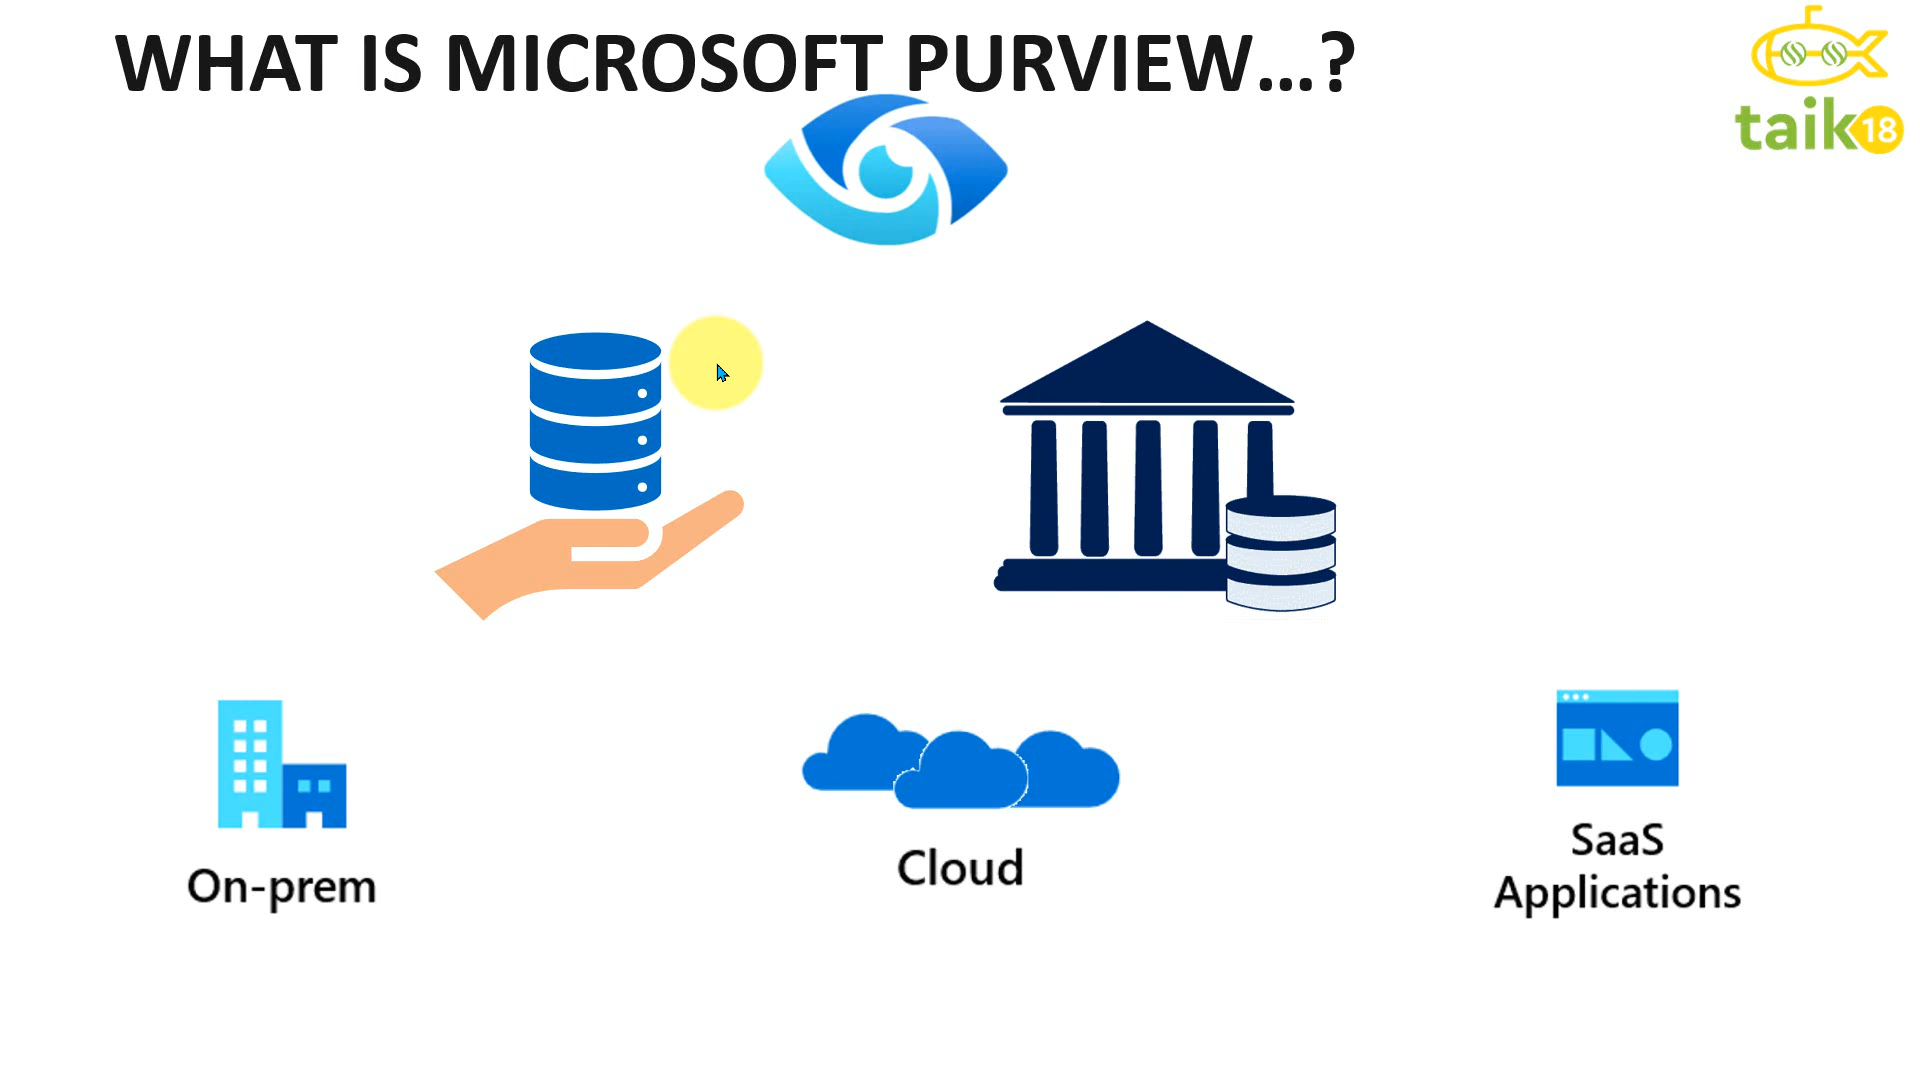 WHAT IS MICROSOFT PURVIEW...?
taik18
On-prem
Cloud
SaaS
Applications